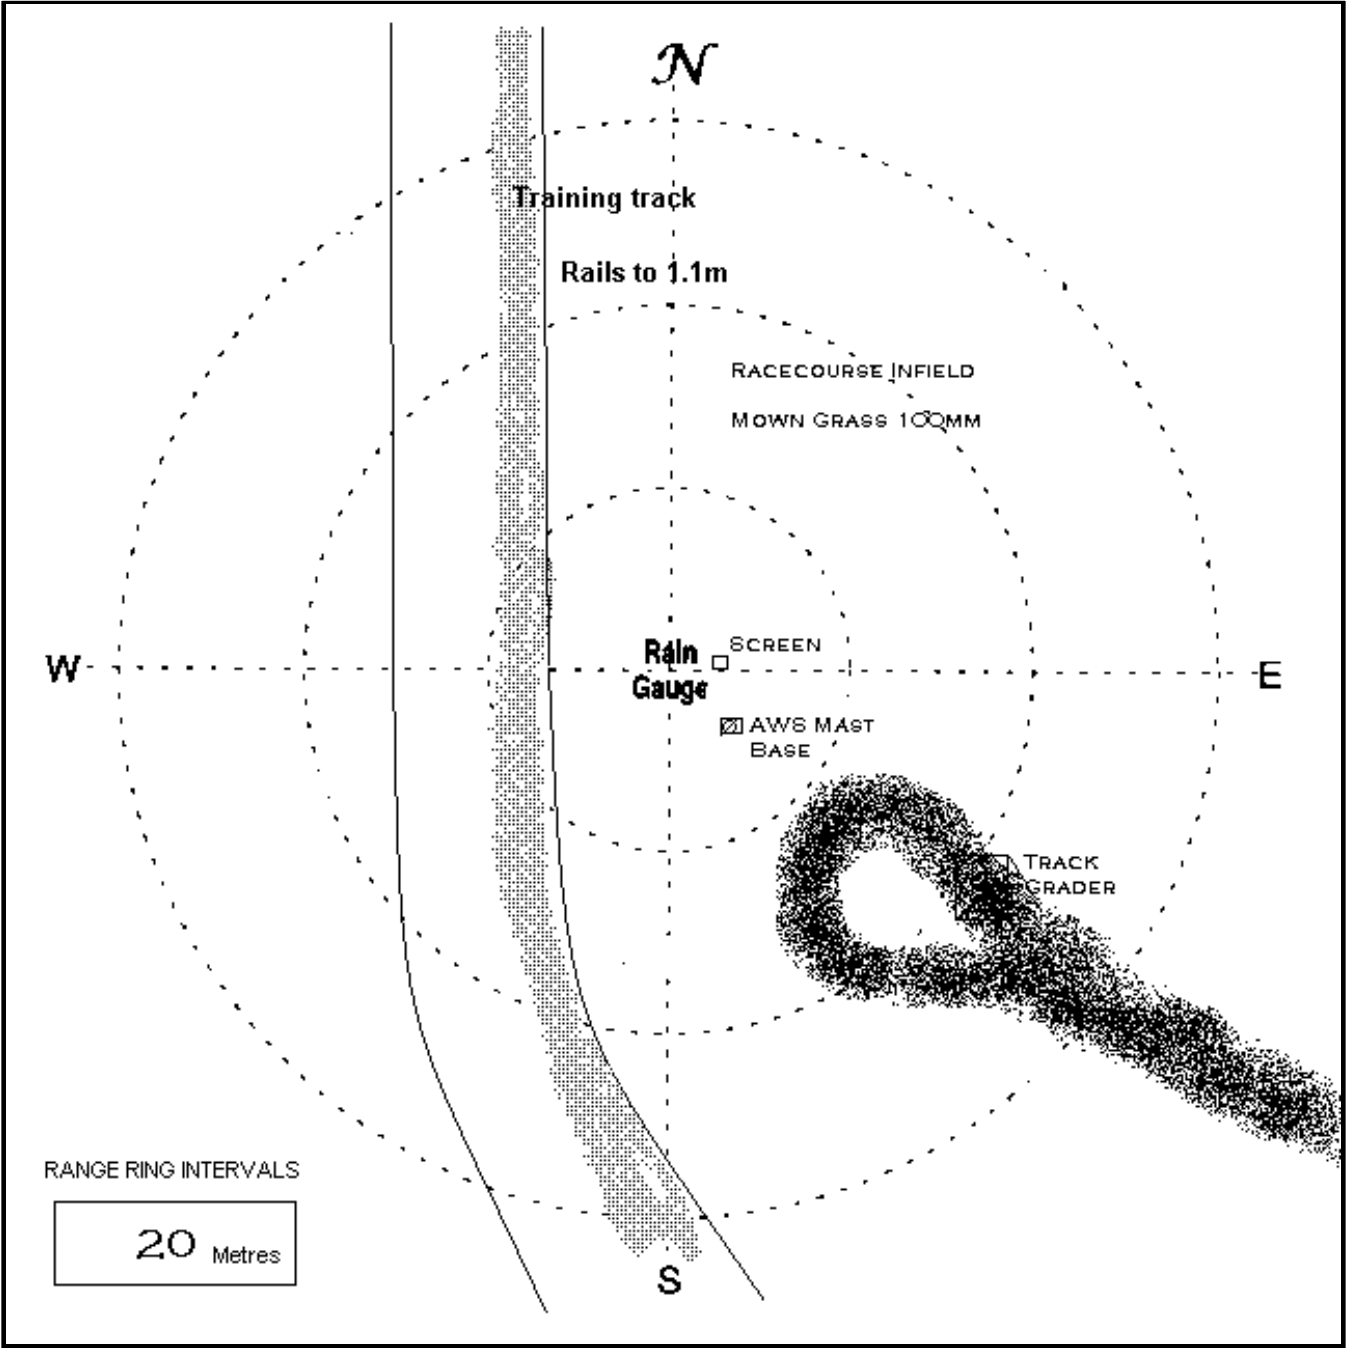 N
Training track
Rails to 1.1m
RACECOURSE INFIELD
MOWN GRASS 100MM
SCREEN
Rain
Gauge
W
E
AWS MAST
BASE
TRACK
GRADER
RANGE RING INTERVALS
20 Metres
S